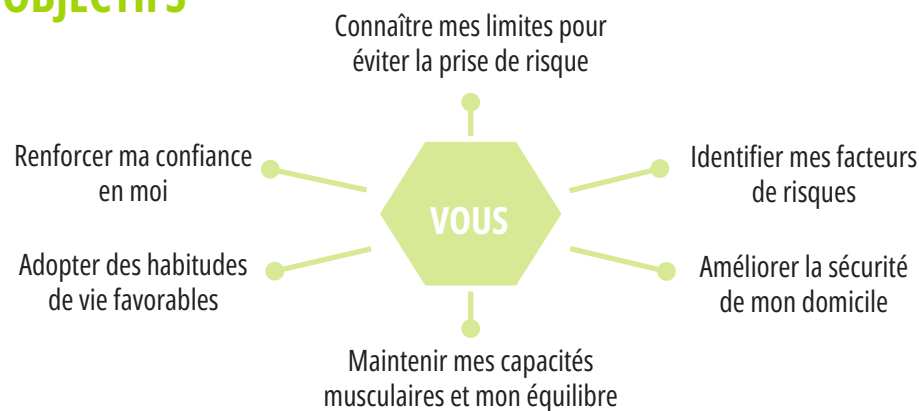 OBJECTIFS
Connaître mes limites pour
éviter la prise de risque
Renforcer ma confiance
en moi
Identifier mes facteurs
de risques
VOUS
Adopter des habitudes
de vie favorables
Améliorer la sécurité
de mon domicile
Maintenir mes capacités
musculaires et mon équilibre